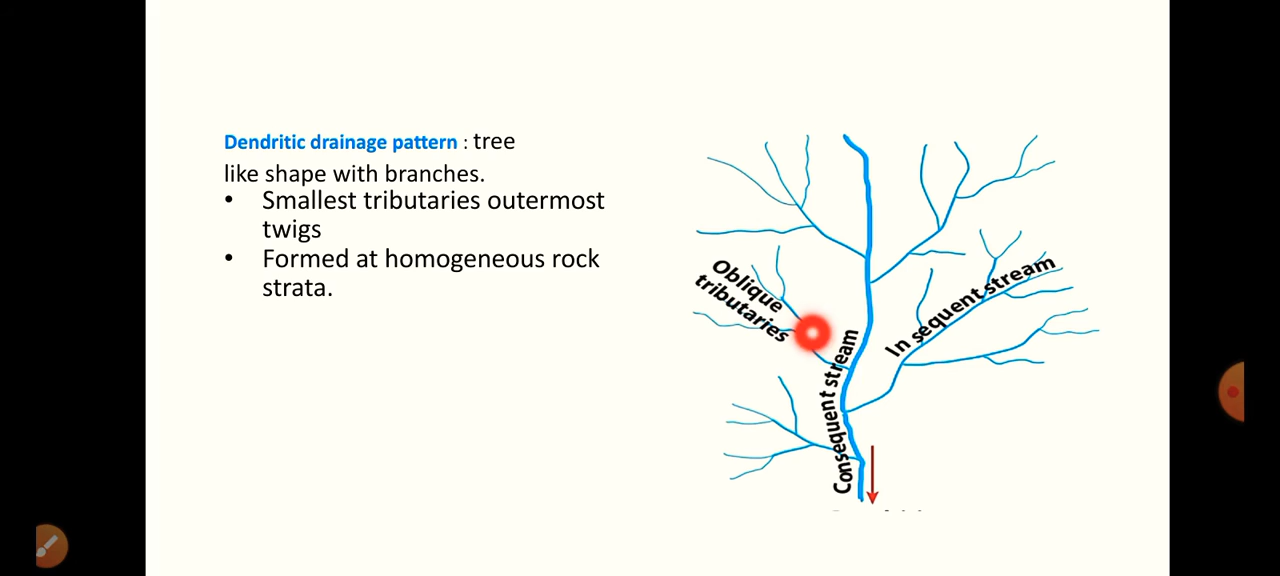 Dendritic drainage pattern : tree
like shape with branches.
• Smallest tributaries outermost
twigs
• Formed at homogeneous rock
strata.
Oblique
tributaries
Consequent stream
In sequent stream